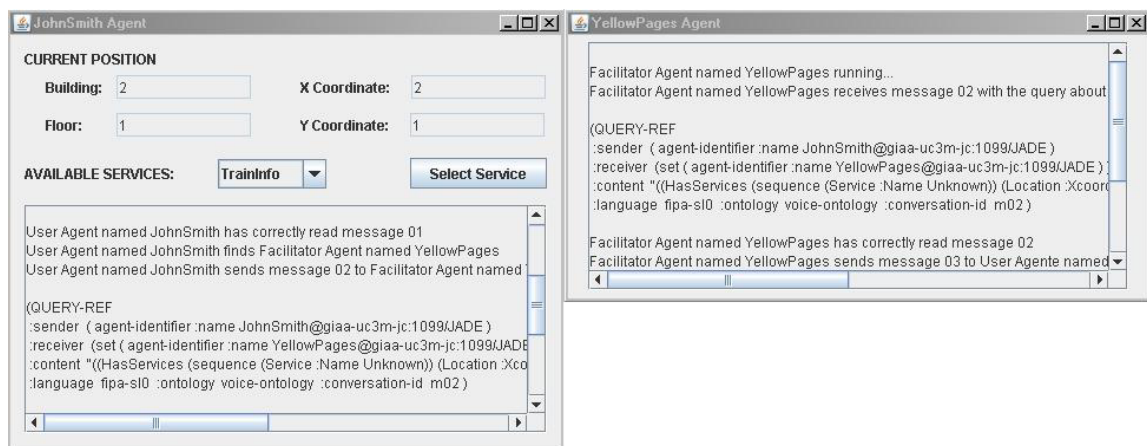 JohnSmith Agent
CURRENT POSITION
Building: 2 X Coordinate: 2
Floor: 1 Y Coordinate: 1
AVAILABLE SERVICES: TrainInfo Select Service
User Agent named JohnSmith has correctly read message 01
User Agent named JohnSmith finds Facilitator Agent named YellowPages
User Agent named JohnSmith sends message 02 to Facilitator Agent named
(QUERY-REF
:sender ( agent-identifier :name JohnSmith@giaa-uc3m-jc:1099/JADE )
:receiver (set ( agent-identifier :name YellowPages@giaa-uc3m-jc:1099/JADE
:content "((HasServices (sequence (Service :Name Unknown)) (Location :Xco
:language fipa-sl0 :ontology voice-ontology :conversation-id m02 )
YellowPages Agent
Facilitator Agent named YellowPages running...
Facilitator Agent named YellowPages receives message 02 with the query about
(QUERY-REF
:sender ( agent-identifier :name JohnSmith@giaa-uc3m-jc:1099/JADE )
:receiver (set ( agent-identifier :name YellowPages@giaa-uc3m-jc:1099/JADE )
:content "((HasServices (sequence (Service :Name Unknown)) (Location :Xcoord
:language fipa-sl0 :ontology voice-ontology :conversation-id m02 )
Facilitator Agent named YellowPages has correctly read message 02
Facilitator Agent named YellowPages sends message 03 to User Agente named